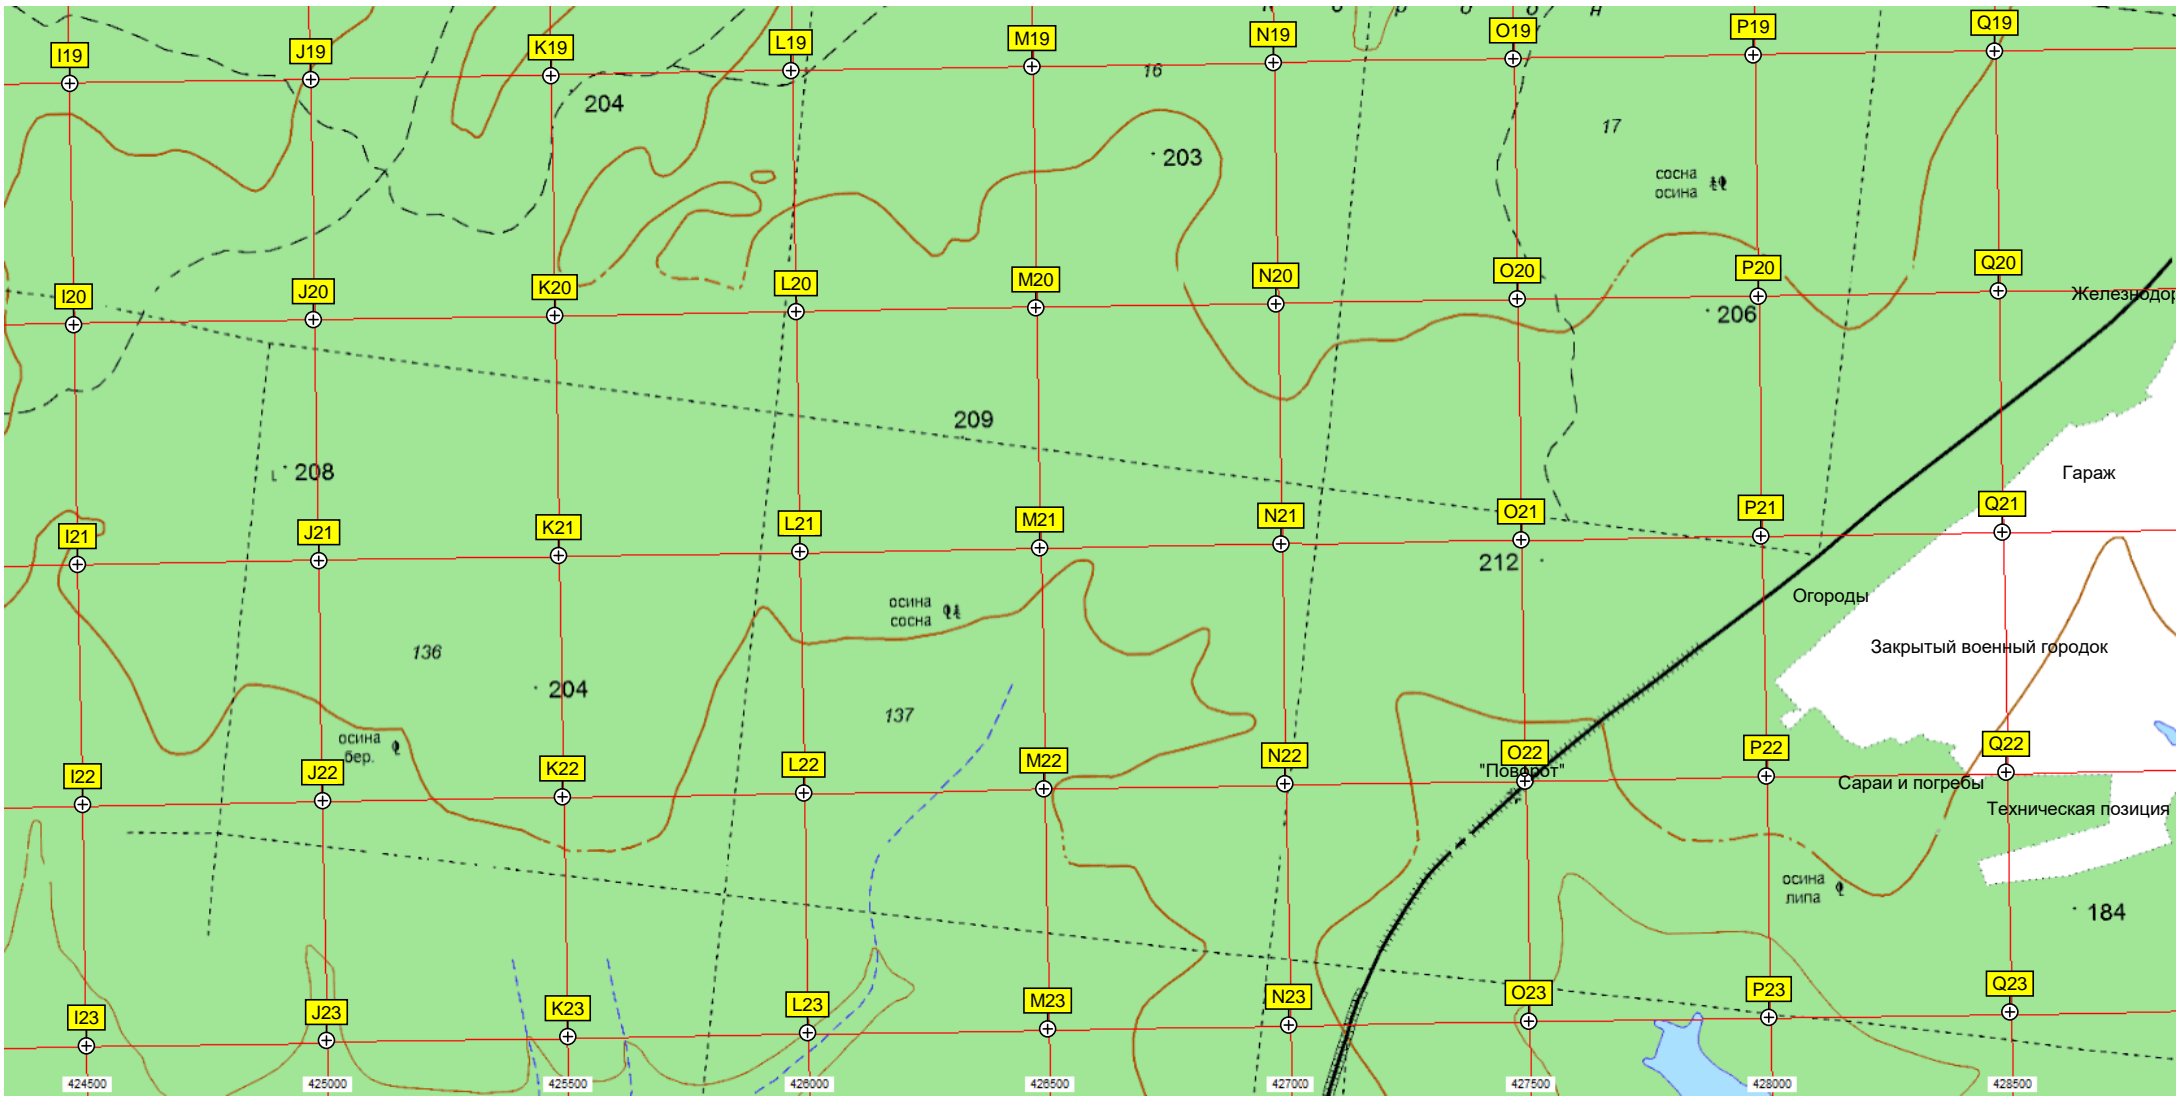 I19
J19
K19
L19
M19
N19
O19
P19
Q19
204
16
203
17
сосна
осина
I20
J20
K20
L20
M20
N20
O20
P20
Q20
206
Железнодор
209
208
Гараж
I21
J21
K21
L21
M21
N21
O21
P21
Q21
212
Огороды
осина
сосна
136
204
137
Закрытый военный городок
осина
бер.
I22
J22
K22
L22
M22
N22
O22
P22
Q22
"Поворот"
Сараи и погребы
Техническая позиция
осина
липа
184
I23
J23
K23
L23
M23
N23
O23
P23
Q23
424500
425000
425500
426000
426500
427000
427500
428000
428500